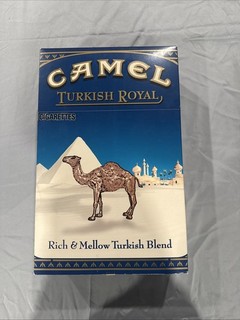 CAMEL
TURKISH ROYAL
CIGARETTES
Rich & Mellow Turkish Blend